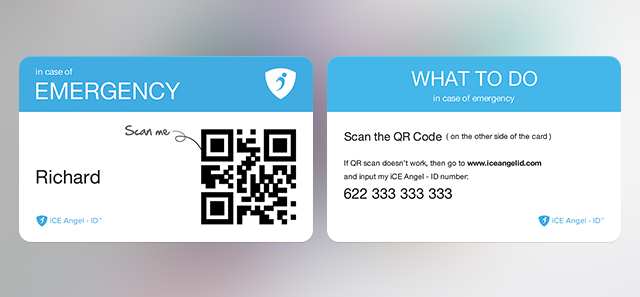 in case of
EMERGENCY
Scan me
Richard
iCE Angel - ID™
WHAT TO DO
in case of emergency
Scan the QR Code ( on the other side of the card )
If QR scan doesn't work, then go to www.iceangelid.com
and input my iCE Angel - ID number:
622 333 333 333
iCE Angel - ID™